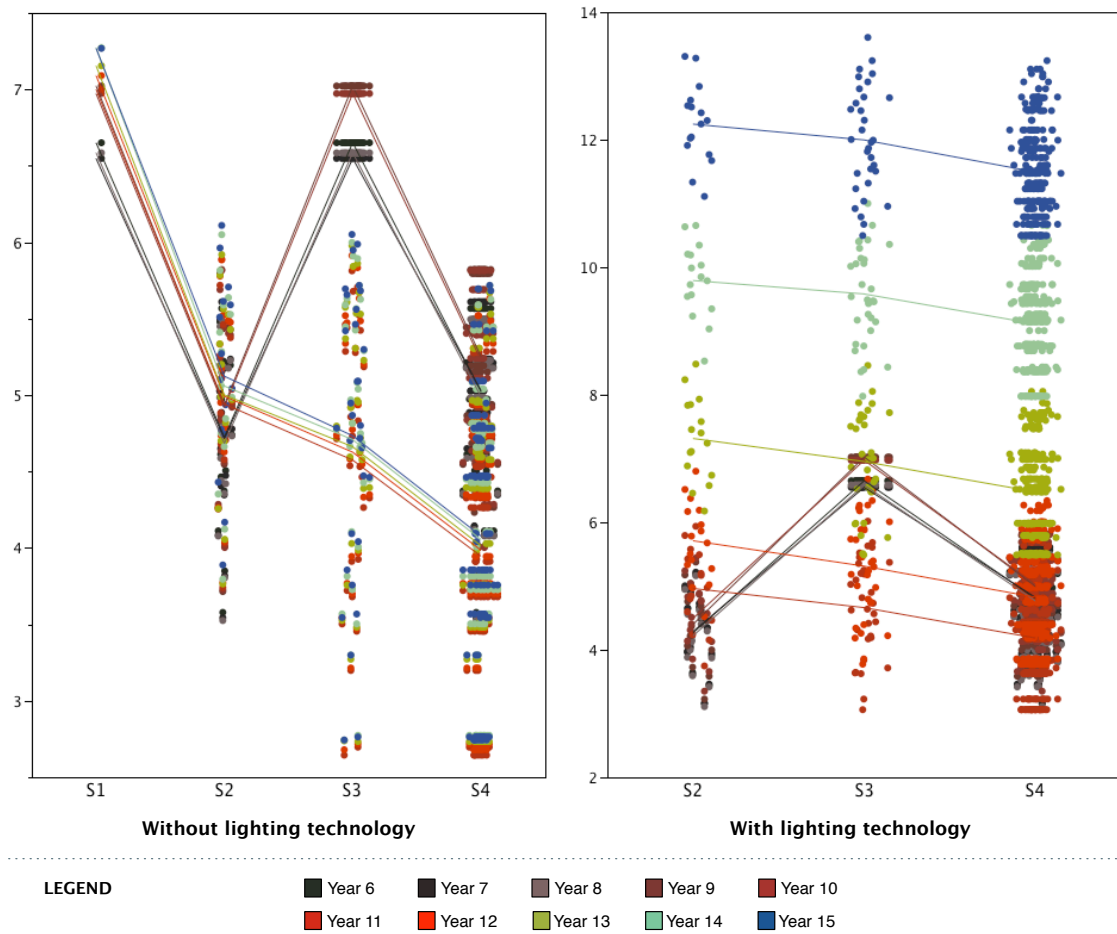 7
6
5
4
3
S1 S2 S3 S4
Without lighting technology
14
12
10
8
6
4
2
S2 S3 S4
With lighting technology
LEGEND
Year 6 Year 7 Year 8 Year 9 Year 10
Year 11 Year 12 Year 13 Year 14 Year 15